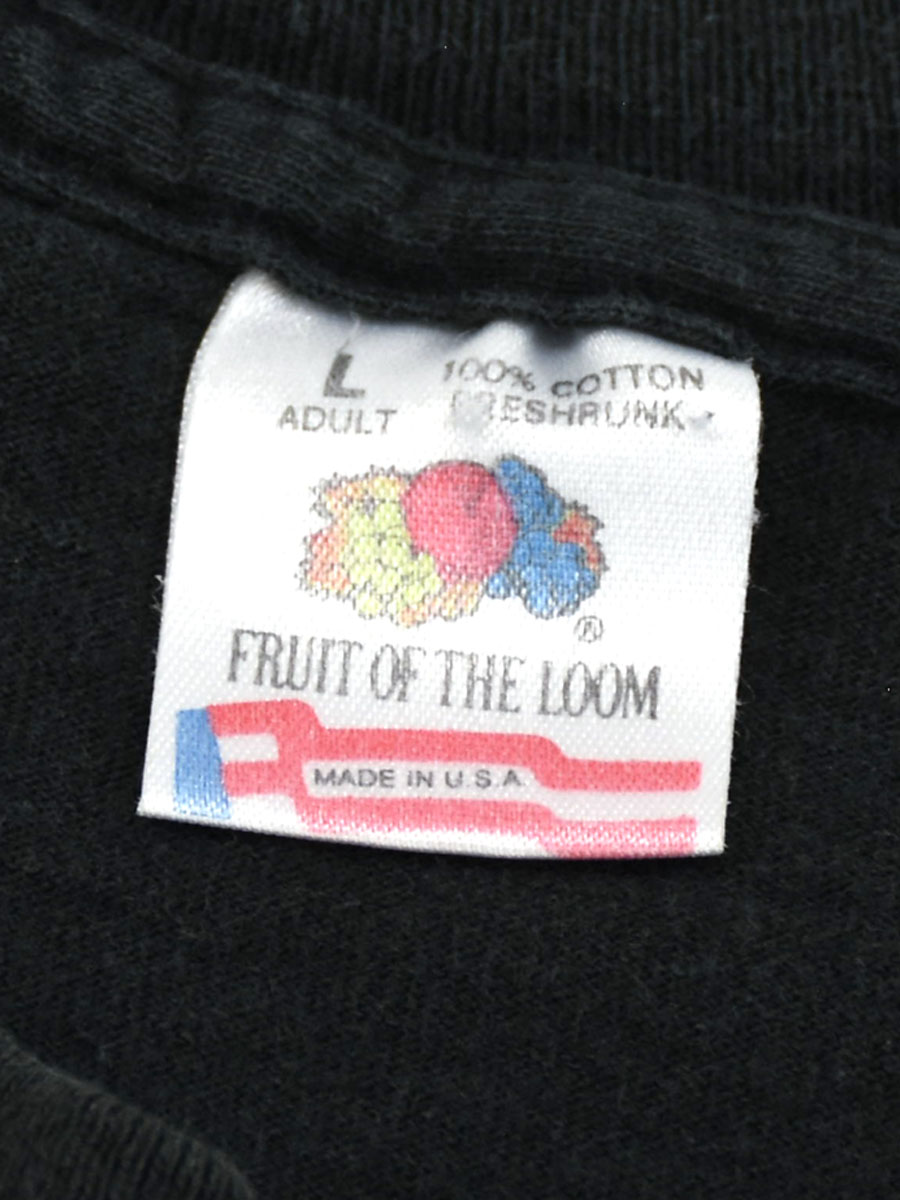 L 100% COTTON
ADULT PRESHRUNK
®
FRUIT OF THE LOOM
MADE IN U.S.A.